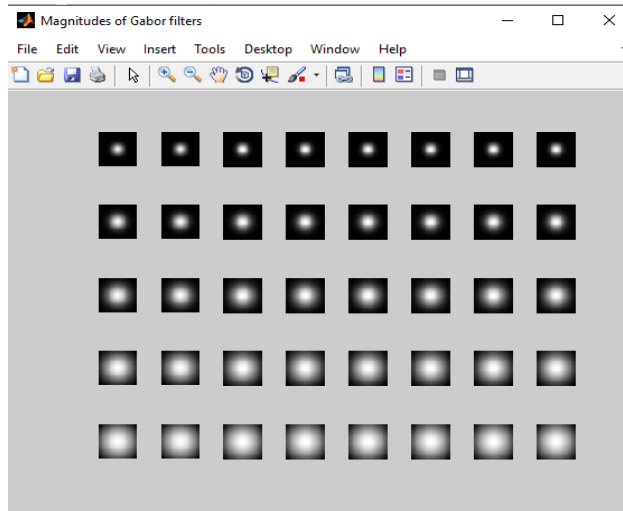 Magnitudes of Gabor filters
File Edit View Insert Tools Desktop Window Help